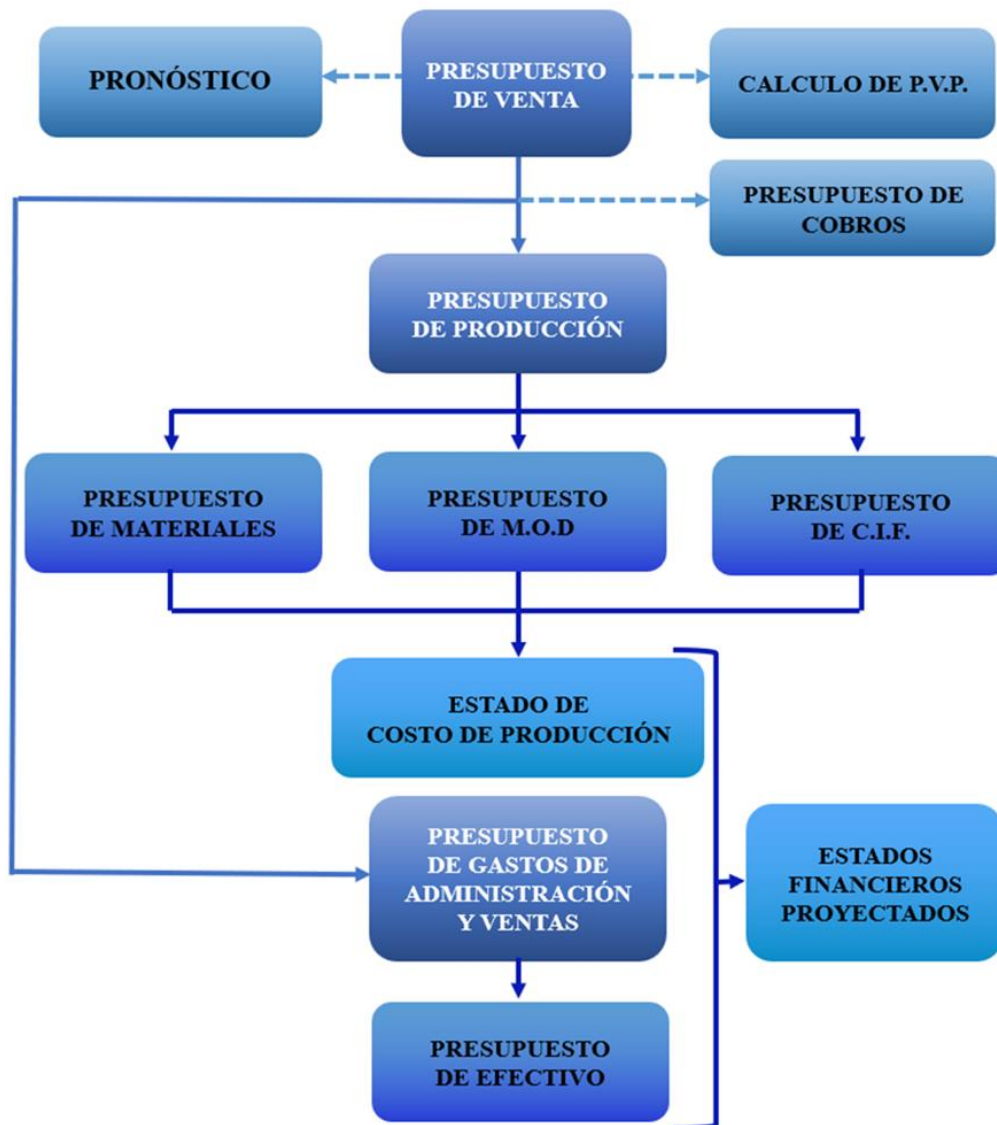 PRONÓSTICO
PRESUPUESTO
DE VENTA
CALCULO DE P.V.P.
PRESUPUESTO DE
COBROS
PRESUPUESTO
DE PRODUCCIÓN
PRESUPUESTO
DE MATERIALES
PRESUPUESTO
DE M.O.D
PRESUPUESTO
DE C.I.F.
ESTADO DE
COSTO DE PRODUCCIÓN
PRESUPUESTO
DE GASTOS DE
ADMINISTRACIÓN
Y VENTAS
ESTADOS
FINANCIEROS
PROYECTADOS
PRESUPUESTO
DE EFECTIVO